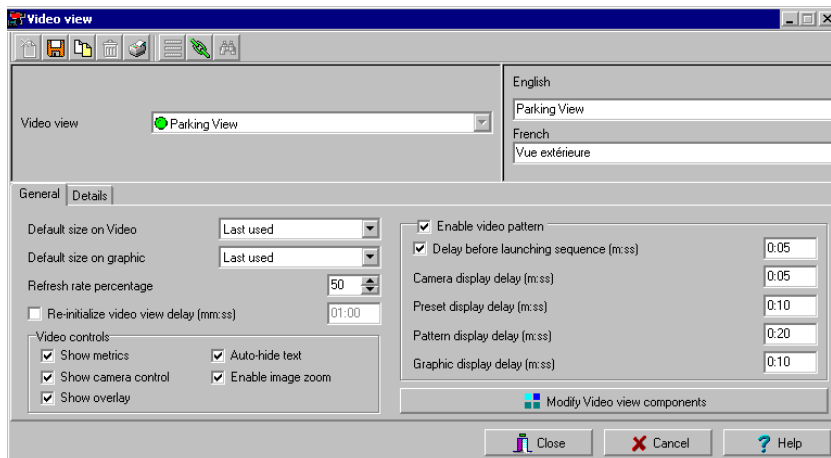 Video view
English
Video view
Parking View
Parking View
French
Vue extérieure
General
Details
Default size on Video
Last used
Default size on graphic
Last used
Refresh rate percentage
50
Re-initialize video view delay (mm:ss)
01:00
Video controls
Show metrics
Auto-hide text
Show camera control
Enable image zoom
Show overlay
Enable video pattern
Delay before launching sequence (m:ss)
0:05
Camera display delay (m:ss)
0:05
Preset display delay (m:ss)
0:10
Pattern display delay (m:ss)
0:20
Graphic display delay (m:ss)
0:10
Modify Video view components
Close
Cancel
Help